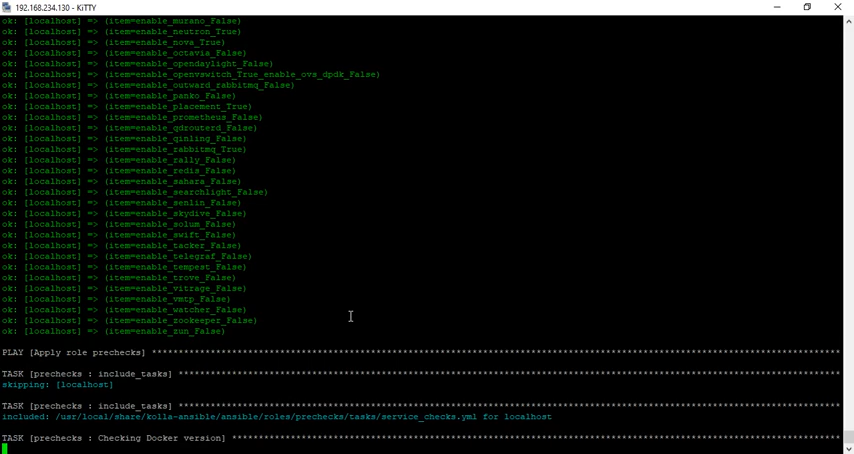 192.168.234.130 - KiTTY
ok: [localhost] => (item=enable_murano_False)
ok: [localhost] => (item=enable_neutron_True)
ok: [localhost] => (item=enable_nova_True)
ok: [localhost] => (item=enable_octavia_False)
ok: [localhost] => (item=enable_opendaylight_False)
ok: [localhost] => (item=enable_openvswitch_True_enable_ovs_dpdk_False)
ok: [localhost] => (item=enable_outward_rabbitmq_False)
ok: [localhost] => (item=enable_panko_False)
ok: [localhost] => (item=enable_placement_True)
ok: [localhost] => (item=enable_prometheus_False)
ok: [localhost] => (item=enable_qdrouterd_False)
ok: [localhost] => (item=enable_qinling_False)
ok: [localhost] => (item=enable_rabbitmq_True)
ok: [localhost] => (item=enable_rally_False)
ok: [localhost] => (item=enable_redis_False)
ok: [localhost] => (item=enable_sahara_False)
ok: [localhost] => (item=enable_searchlight_False)
ok: [localhost] => (item=enable_senlin_False)
ok: [localhost] => (item=enable_skydive_False)
ok: [localhost] => (item=enable_solum_False)
ok: [localhost] => (item=enable_swift_False)
ok: [localhost] => (item=enable_tacker_False)
ok: [localhost] => (item=enable_telegraf_False)
ok: [localhost] => (item=enable_tempest_False)
ok: [localhost] => (item=enable_trove_False)
ok: [localhost] => (item=enable_vitrage_False)
ok: [localhost] => (item=enable_vmtp_False)
ok: [localhost] => (item=enable_watcher_False)
ok: [localhost] => (item=enable_zookeeper_False)
ok: [localhost] => (item=enable_zun_False)
PLAY [Apply role prechecks] *********************************************************************************************************************************
TASK [prechecks : include_tasks] ****************************************************************************************************************************
skipping: [localhost]
TASK [prechecks : include_tasks] ****************************************************************************************************************************
included: /usr/local/share/kolla-ansible/ansible/roles/prechecks/tasks/service_checks.yml for localhost
TASK [prechecks : Checking Docker version] ******************************************************************************************************************